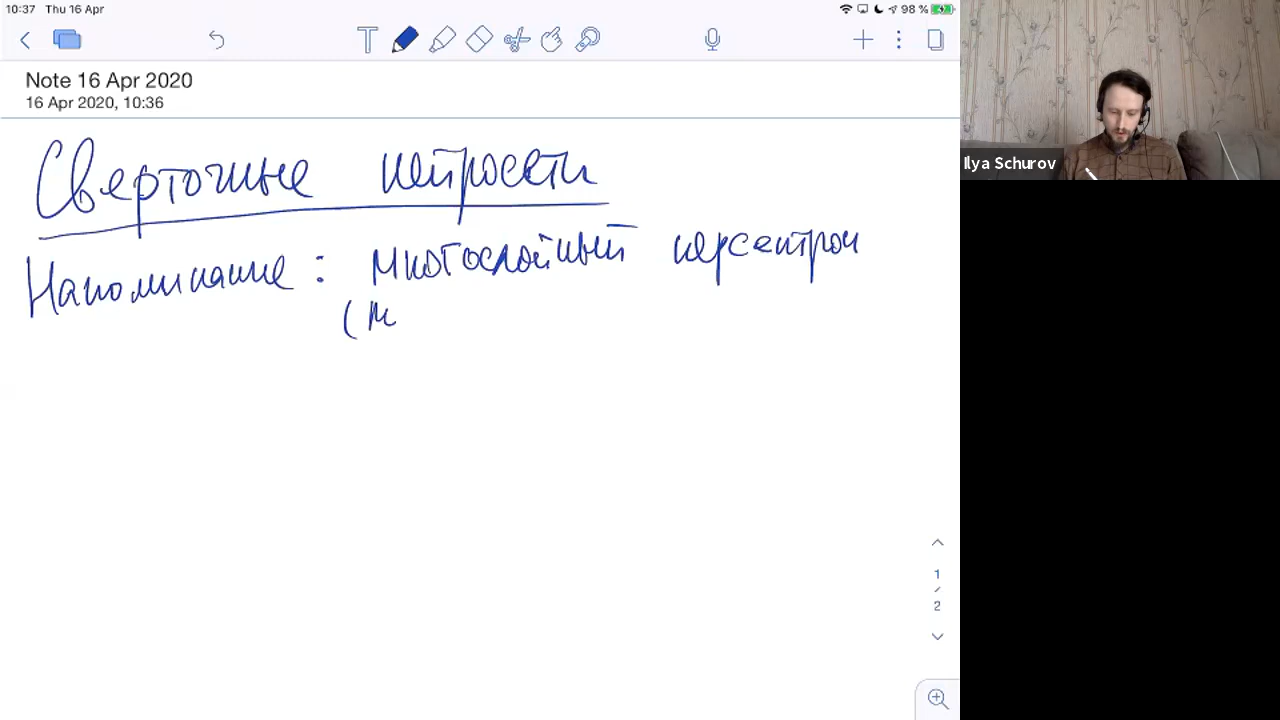 10:37 Thu 16 Apr
98 %
Note 16 Apr 2020
16 Apr 2020, 10:36
Сверточные нейросети
Напоминание: многослойный персептрон
(м
Ilya Schurov
1
/
2